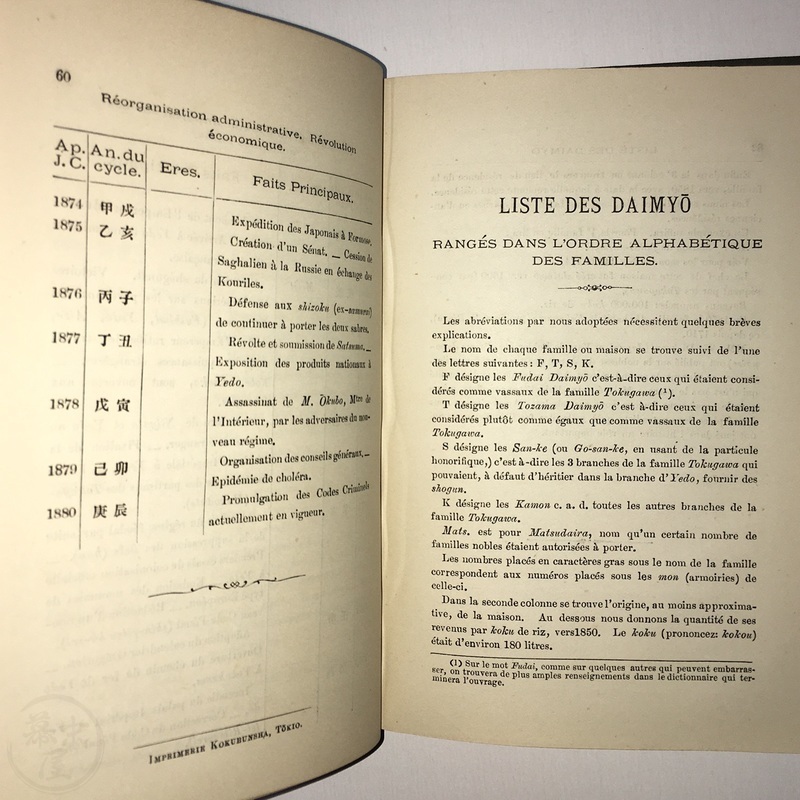 60
Réorganisation administrative. Révolution
économique.
Ap. J. C. An. du cycle. Eres. Faits Principaux.
1874 甲戌 Expédition des Japonais à Formose.
1875 乙亥 Création d'un Sénat. _ Cession de
Saghalien à la Russie en échange des
Kouriles.
1876 丙子 Défense aux shizoku (ex-samuraï)
de continuer à porter les deux sabres.
1877 丁丑 Révolte et soumission de Satsuma. _
Exposition des produits nationaux à
Yedo.
1878 戊寅 Assassinat de M. Ōkubo, Mtre de
l'Intérieur, par les adversaires du nou-
veau régime.
1879 己卯 Organisation des conseils généraux. _
Epidémie de choléra.
1880 庚辰 Promulgation des Codes Criminels
actuellement en vigueur.
IMPRIMERIE KOKUBUNSHA, TŌKIO.
LISTE DES DAIMYŌ
RANGÉS DANS L'ORDRE ALPHABÉTIQUE
DES FAMILLES.
Les abréviations par nous adoptées nécessitent quelques brèves
explications.
Le nom de chaque famille ou maison se trouve suivi de l'une
des lettres suivantes : F, T, S, K.
F désigne les Fudai Daimyō c'est-à-dire ceux qui étaient consi-
dérés comme vassaux de la famille Tokugawa (1).
T désigne les Tozama Daimyō c'est-à-dire ceux qui étaient
considérés plutôt comme égaux que comme vassaux de la famille
Tokugawa.
S désigne les San-ke (ou Go-san-ke, en usant de la particule
honorifique,) c'est-à-dire les 3 branches de la famille Tokugawa qui
pouvaient, à défaut d'héritier dans la branche d'Yedo, fournir des
shogun.
K désigne les Kamon c. a. d. toutes les autres branches de la
famille Tokugawa.
Mats. est pour Matsudaira, nom qu'un certain nombre de
familles nobles étaient autorisées à porter.
Les nombres placés en caractères gras sous le nom de la famille
correspondent aux numéros placés sous les mon (armoiries) de
celle-ci.
Dans la seconde colonne se trouve l'origine, au moins approxima-
tive, de la maison. Au dessous nous donnons la quantité de ses
revenus par koku de riz, vers1850. Le koku (prononcez: kokou)
était d'environ 180 litres.
(1) Sur le mot Fudai, comme sur quelques autres qui peuvent embarras-
ser, on trouvera de plus amples renseignements dans le dictionnaire qui ter-
minera l'ouvrage.